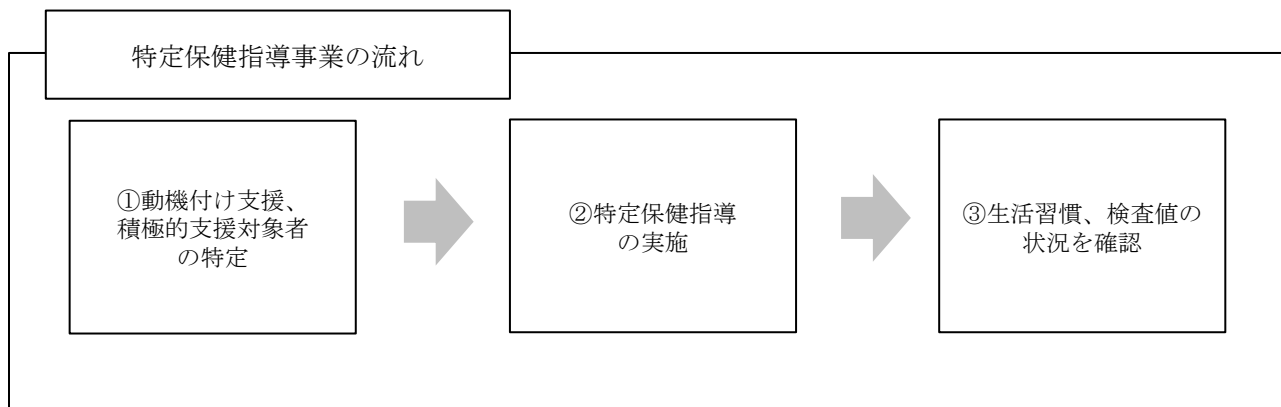 特定保健指導事業の流れ
①動機付け支援、
積極的支援対象者
の特定
②特定保健指導
の実施
③生活習慣、検査値の
状況を確認